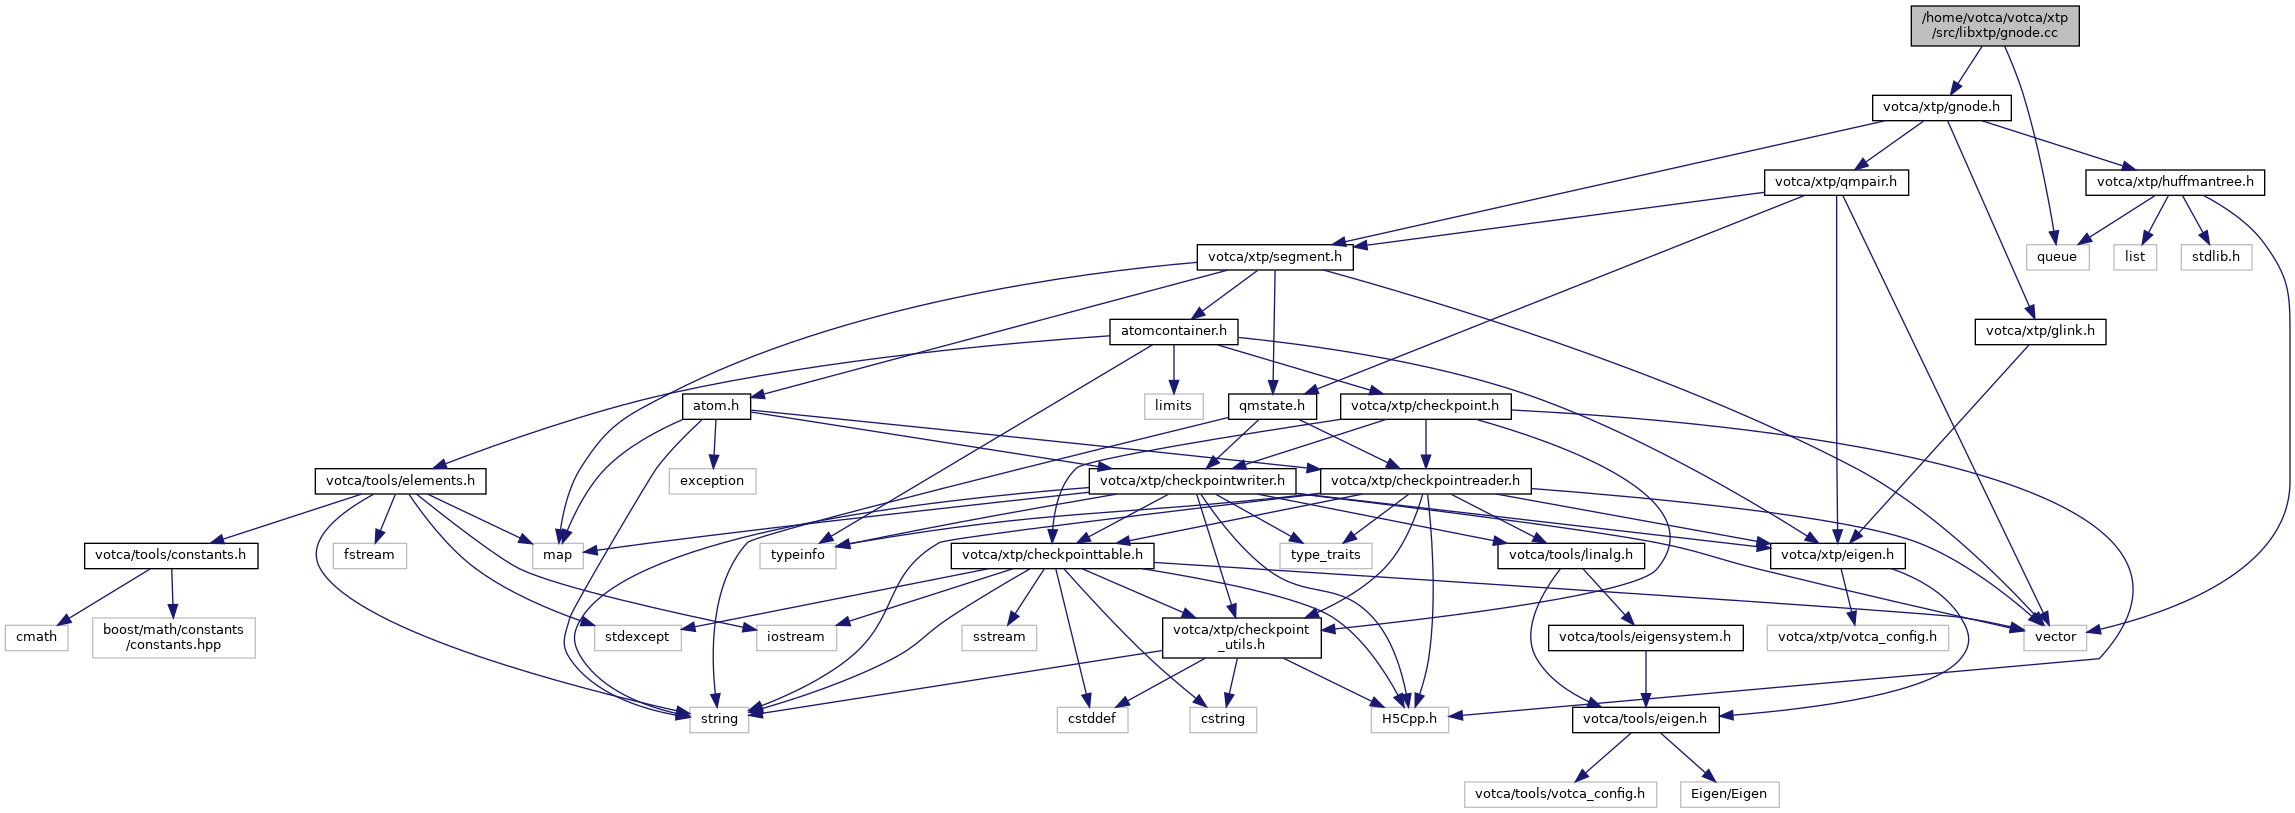 /home/votca/votca/xtp
/src/libxtp/gnode.cc
votca/xtp/gnode.h
votca/xtp/qmpair.h
votca/xtp/huffmantree.h
votca/xtp/segment.h
queue
list
stdlib.h
atomcontainer.h
votca/xtp/glink.h
atom.h
limits
qmstate.h
votca/xtp/checkpoint.h
votca/tools/elements.h
exception
votca/xtp/checkpointwriter.h
votca/xtp/checkpointreader.h
votca/tools/constants.h
fstream
map
typeinfo
votca/xtp/checkpointtable.h
type_traits
votca/tools/linalg.h
votca/xtp/eigen.h
cmath
boost/math/constants
/constants.hpp
stdexcept
iostream
sstream
votca/xtp/checkpoint
_utils.h
votca/tools/eigensystem.h
votca/xtp/votca_config.h
vector
string
cstddef
cstring
H5Cpp.h
votca/tools/eigen.h
votca/tools/votca_config.h
Eigen/Eigen